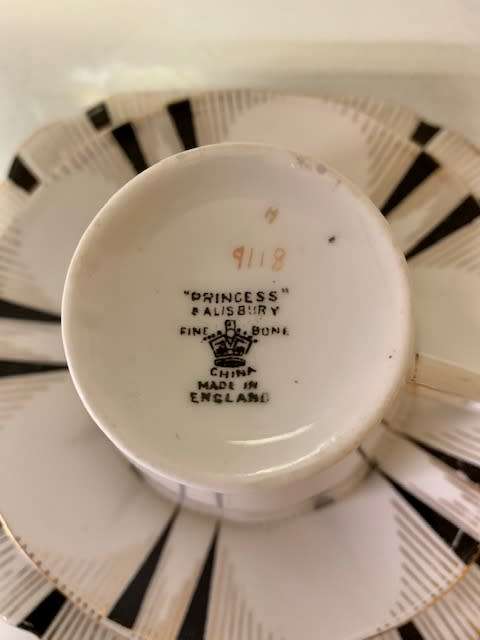 H
9118
"PRINCESS"
SALISBURY
FINE BONE
CHINA
MADE IN
ENGLAND